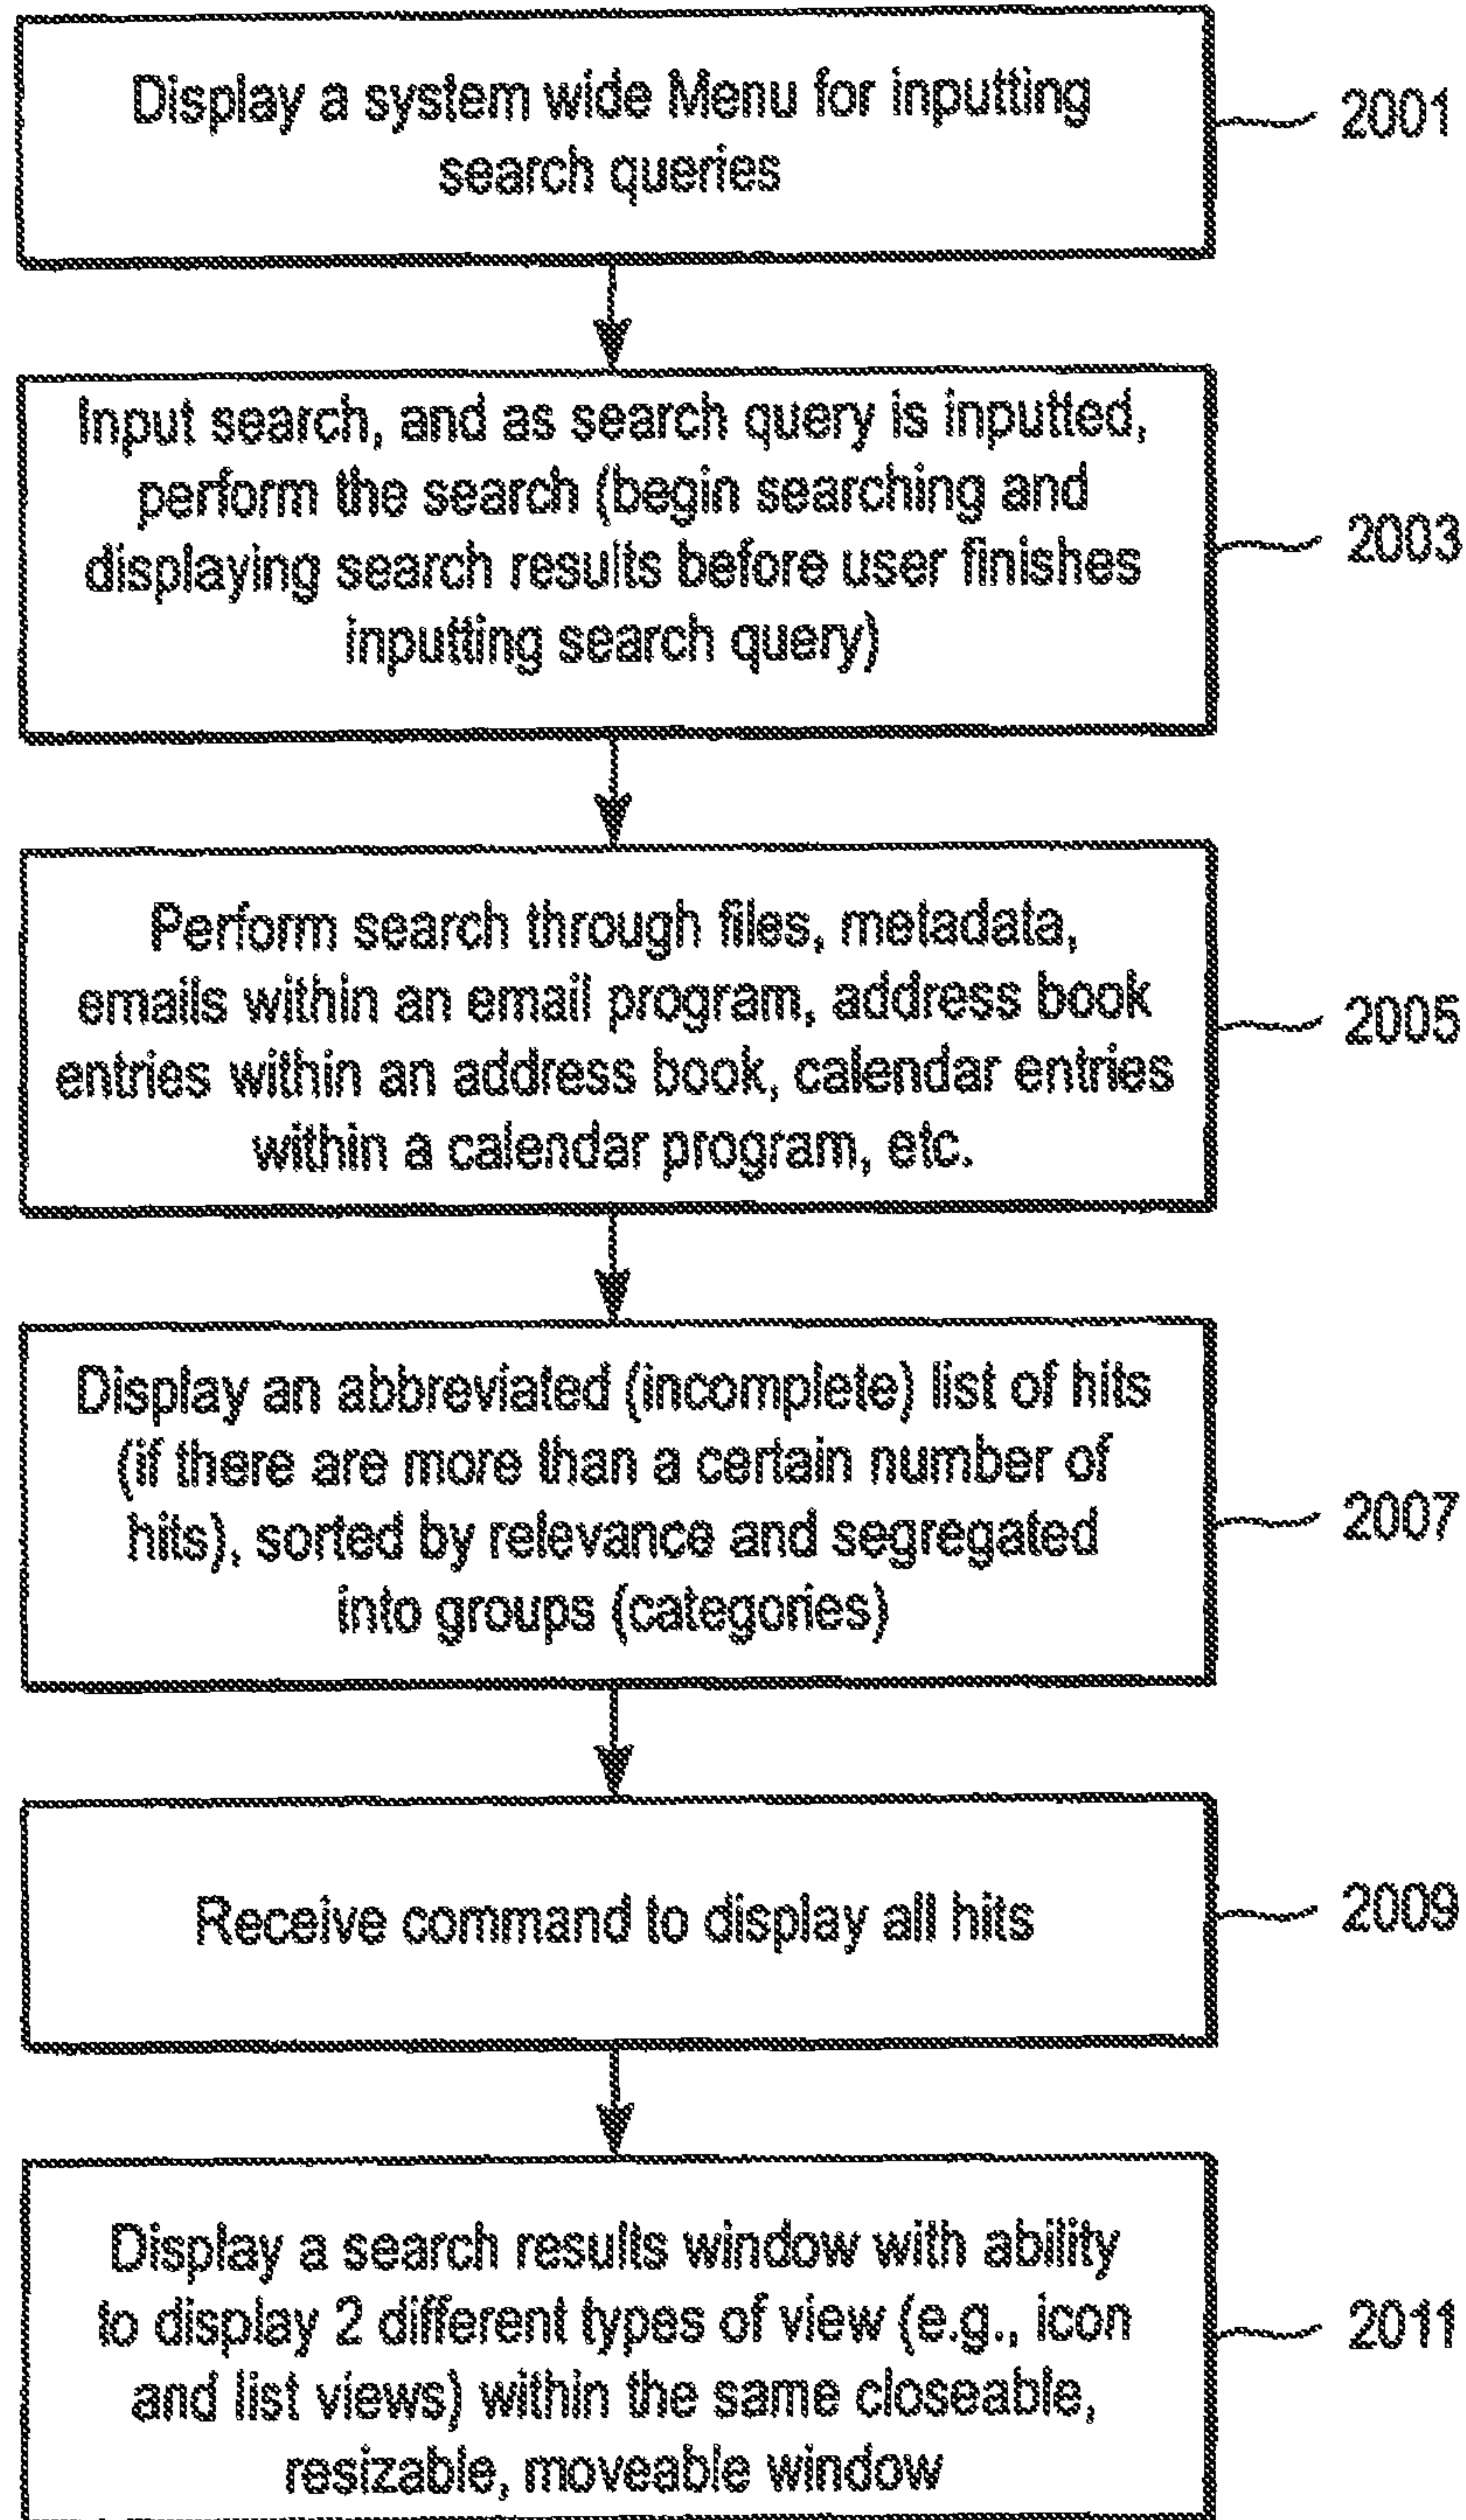 Display a system wide Menu for inputting
search queries
2001
Input search, and as search query is inputted,
perform the search (begin searching and
displaying search results before user finishes
inputting search query)
2003
Perform search through files, metadata,
emails within an email program, address book
entries within an address book, calendar entries
within a calendar program, etc.
2005
Display an abbreviated (incomplete) list of hits
(if there are more than a certain number of
hits), sorted by relevance and segregated
into groups (categories)
2007
Receive command to display all hits
2009
Display a search results window with ability
to display 2 different types of view (e.g., icon
and list views) within the same closeable,
resizable, moveable window
2011